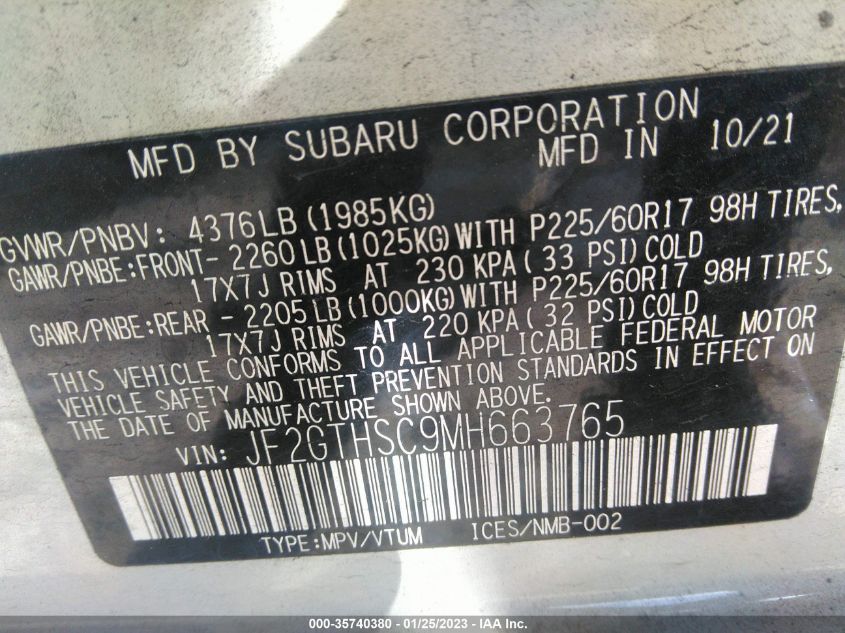 MFD BY SUBARU CORPORATION
MFD IN 10/21
GVWR/PNBV: 4376LB (1985KG)
GAWR/PNBE:FRONT- 2260LB (1025KG) WITH P225/60R17 98H TIRES,
17X7J RIMS AT 230 KPA (33 PSI) COLD
GAWR/PNBE:REAR - 2205LB (1000KG) WITH P225/60R17 98H TIRES,
17X7J RIMS AT 220 KPA (32 PSI) COLD
THIS VEHICLE CONFORMS TO ALL APPLICABLE FEDERAL MOTOR
VEHICLE SAFETY AND THEFT PREVENTION STANDARDS IN EFFECT ON
THE DATE OF MANUFACTURE SHOWN ABOVE.
VIN: JF2GTHSC9MH663765
TYPE:MPV/VTUM ICES/NMB-002
000-35740380 - 01/25/2023 - IAA Inc.